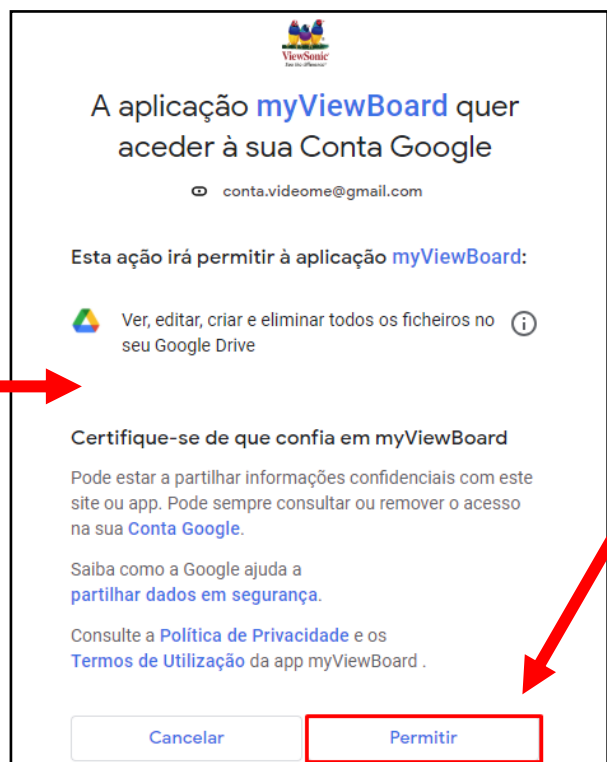 ViewSonic
A aplicação myViewBoard quer
aceder à sua Conta Google
conta.videome@gmail.com
Esta ação irá permitir à aplicação myViewBoard:
Ver, editar, criar e eliminar todos os ficheiros no
seu Google Drive
Certifique-se de que confia em myViewBoard
Pode estar a partilhar informações confidenciais com este
site ou app. Pode sempre consultar ou remover o acesso
na sua Conta Google.
Saiba como a Google ajuda a
partilhar dados em segurança.
Consulte a Política de Privacidade e os
Termos de Utilização da app myViewBoard .
Cancelar
Permitir